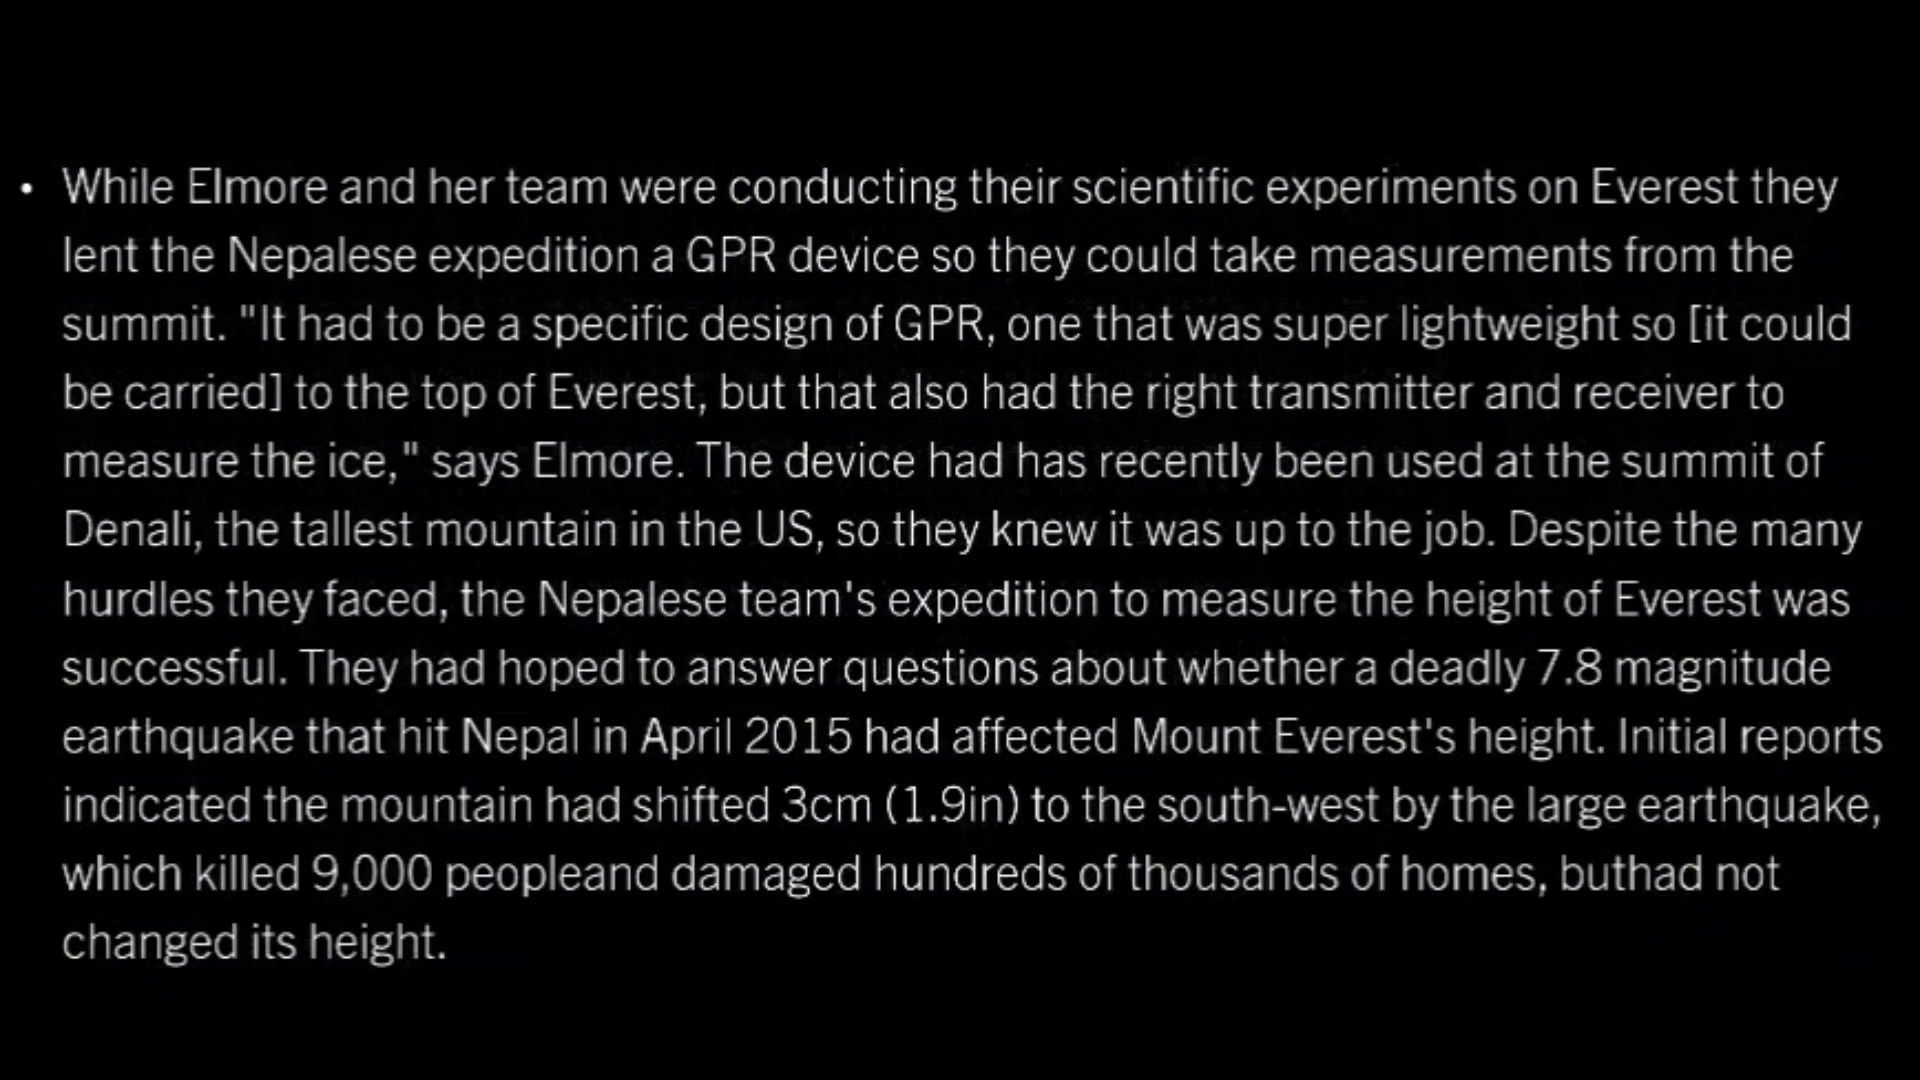 • While Elmore and her team were conducting their scientific experiments on Everest they
lent the Nepalese expedition a GPR device so they could take measurements from the
summit. "It had to be a specific design of GPR, one that was super lightweight so [it could
be carried] to the top of Everest, but that also had the right transmitter and receiver to
measure the ice," says Elmore. The device had has recently been used at the summit of
Denali, the tallest mountain in the US, so they knew it was up to the job. Despite the many
hurdles they faced, the Nepalese team's expedition to measure the height of Everest was
successful. They had hoped to answer questions about whether a deadly 7.8 magnitude
earthquake that hit Nepal in April 2015 had affected Mount Everest's height. Initial reports
indicated the mountain had shifted 3cm (1.9in) to the south-west by the large earthquake,
which killed 9,000 peopleand damaged hundreds of thousands of homes, buthad not
changed its height.